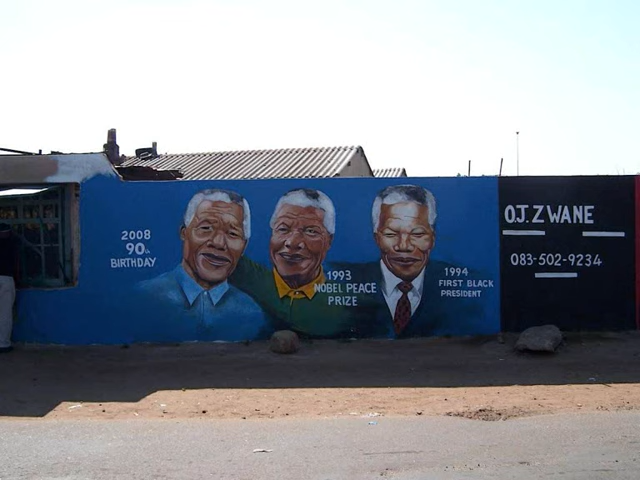 2008
90th
BIRTHDAY
1993
NOBEL PEACE
PRIZE
1994
FIRST BLACK
PRESIDENT
O.J. ZWANE
083-502-9234